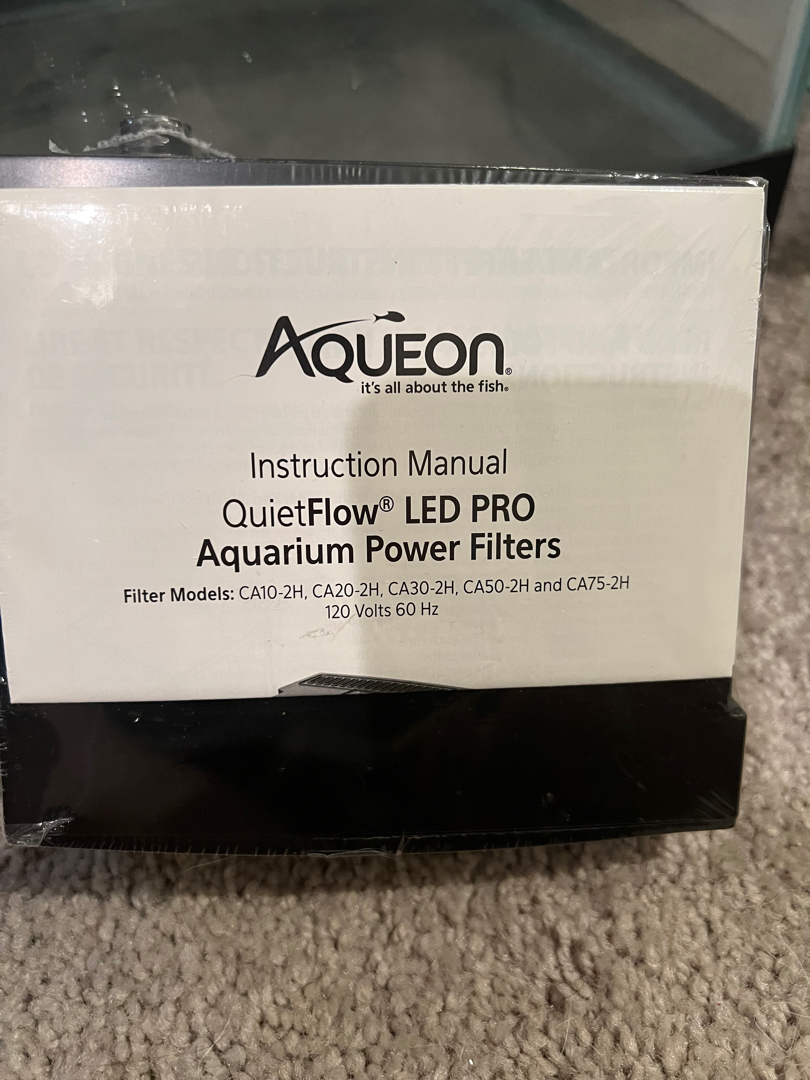 AQUEON®
it's all about the fish®
Instruction Manual
QuietFlow® LED PRO
Aquarium Power Filters
Filter Models: CA10-2H, CA20-2H, CA30-2H, CA50-2H and CA75-2H
120 Volts 60 Hz